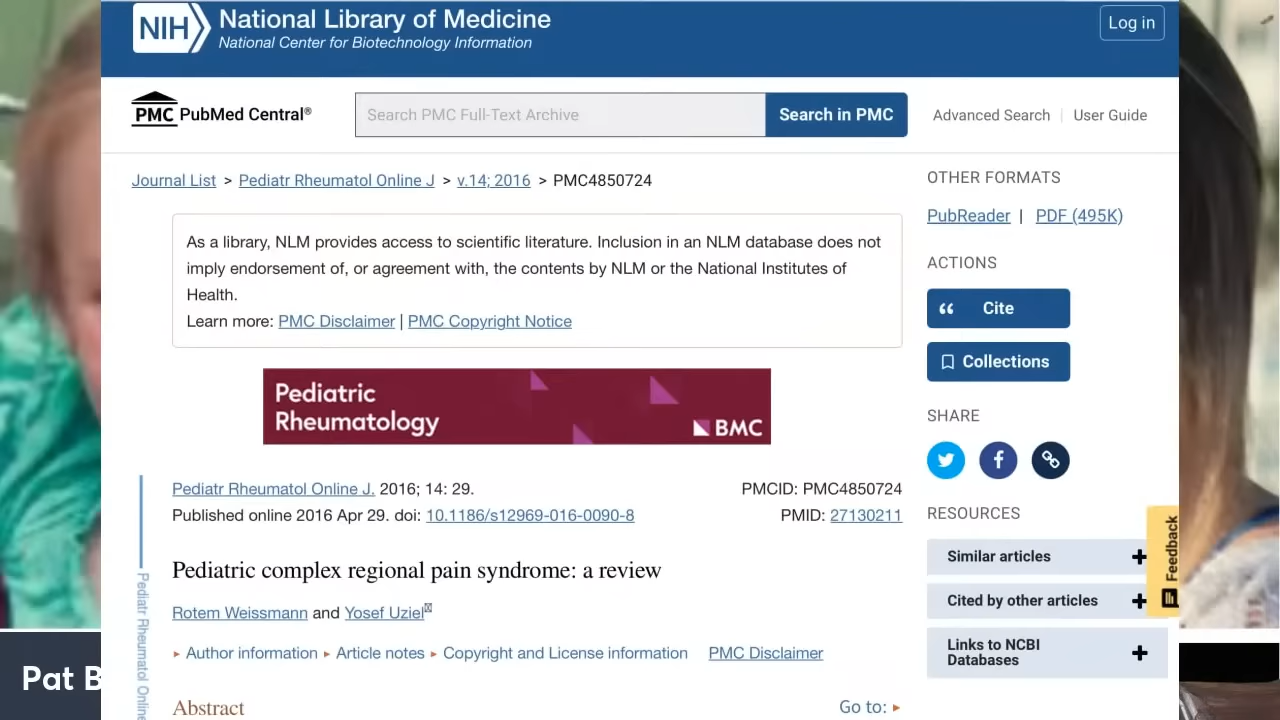 NIH National Library of Medicine
National Center for Biotechnology Information
Log in
PMC PubMed Central®
Search PMC Full-Text Archive
Search in PMC
Advanced Search | User Guide
Journal List > Pediatr Rheumatol Online J > v.14; 2016 > PMC4850724
As a library, NLM provides access to scientific literature. Inclusion in an NLM database does not
imply endorsement of, or agreement with, the contents by NLM or the National Institutes of
Health.
Learn more: PMC Disclaimer | PMC Copyright Notice
Pediatric
Rheumatology
BMC
Pediatr Rheumatol Online J. 2016; 14: 29.
PMCID: PMC4850724
Published online 2016 Apr 29. doi: 10.1186/s12969-016-0090-8
PMID: 27130211
Pediatric complex regional pain syndrome: a review
Rotem Weissmann and Yosef Uziel
Author information Article notes Copyright and License information PMC Disclaimer
Abstract
Go to:
OTHER FORMATS
PubReader | PDF (495K)
ACTIONS
Cite
Collections
SHARE
RESOURCES
Similar articles
Cited by other articles
Links to NCBI
Databases
Feedback
Pediatr Rheumatol Online
Pat B